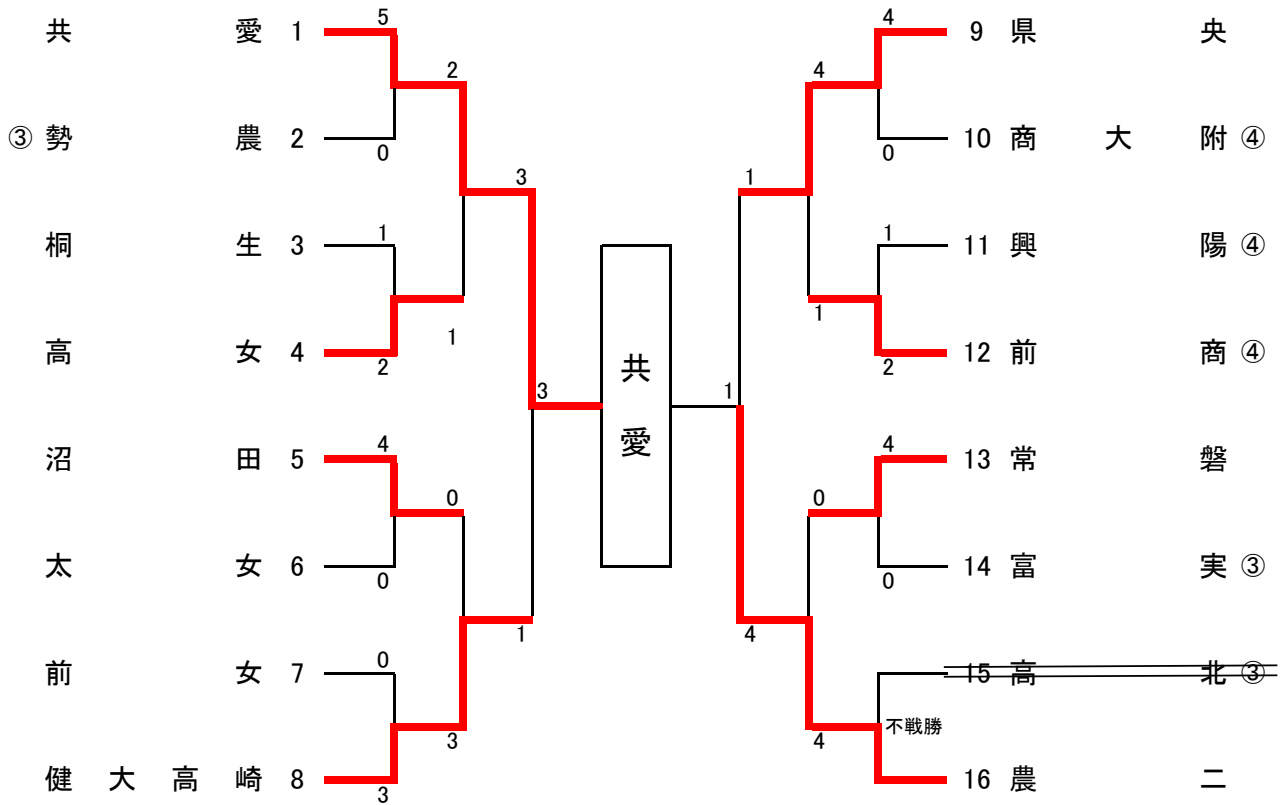 共愛 1 5 4 9 県央
2 4
③ 勢農 2 0 0 10 商大附 ④
3 1
桐生 3 1 1 11 興陽 ④
1 1
高女 4 2 2 12 前商 ④
共愛
3 1
沼田 5 4 4 13 常磐
0 0
太女 6 0 0 14 富実 ③
1 4
前女 7 0 15 高北 ③
不戦勝
3 4
健大高崎 8 3 16 農二